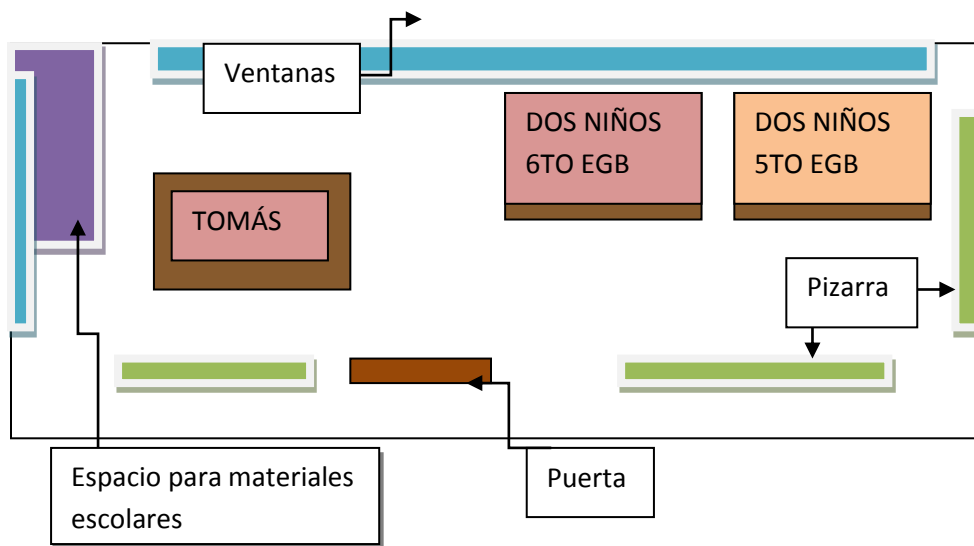 Ventanas
DOS NIÑOS
6TO EGB
DOS NIÑOS
5TO EGB
TOMÁS
Pizarra
Espacio para materiales
escolares
Puerta